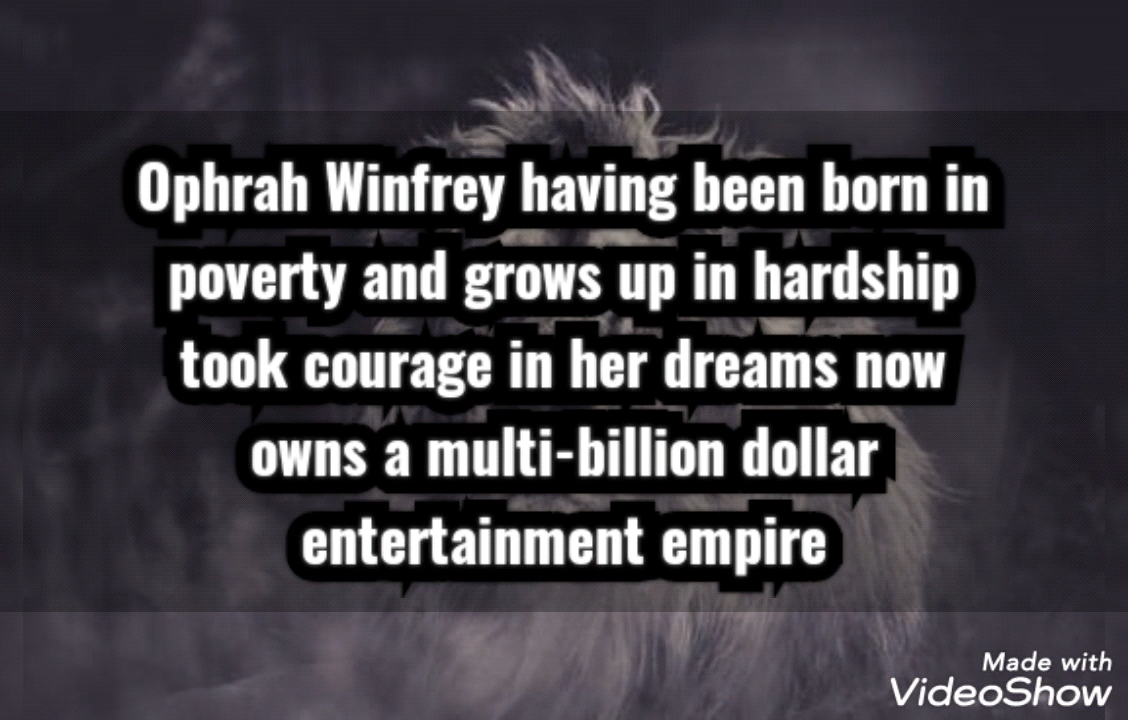 Ophrah Winfrey having been born in
poverty and grows up in hardship
took courage in her dreams now
owns a multi-billion dollar
entertainment empire
Made with
VideoShow